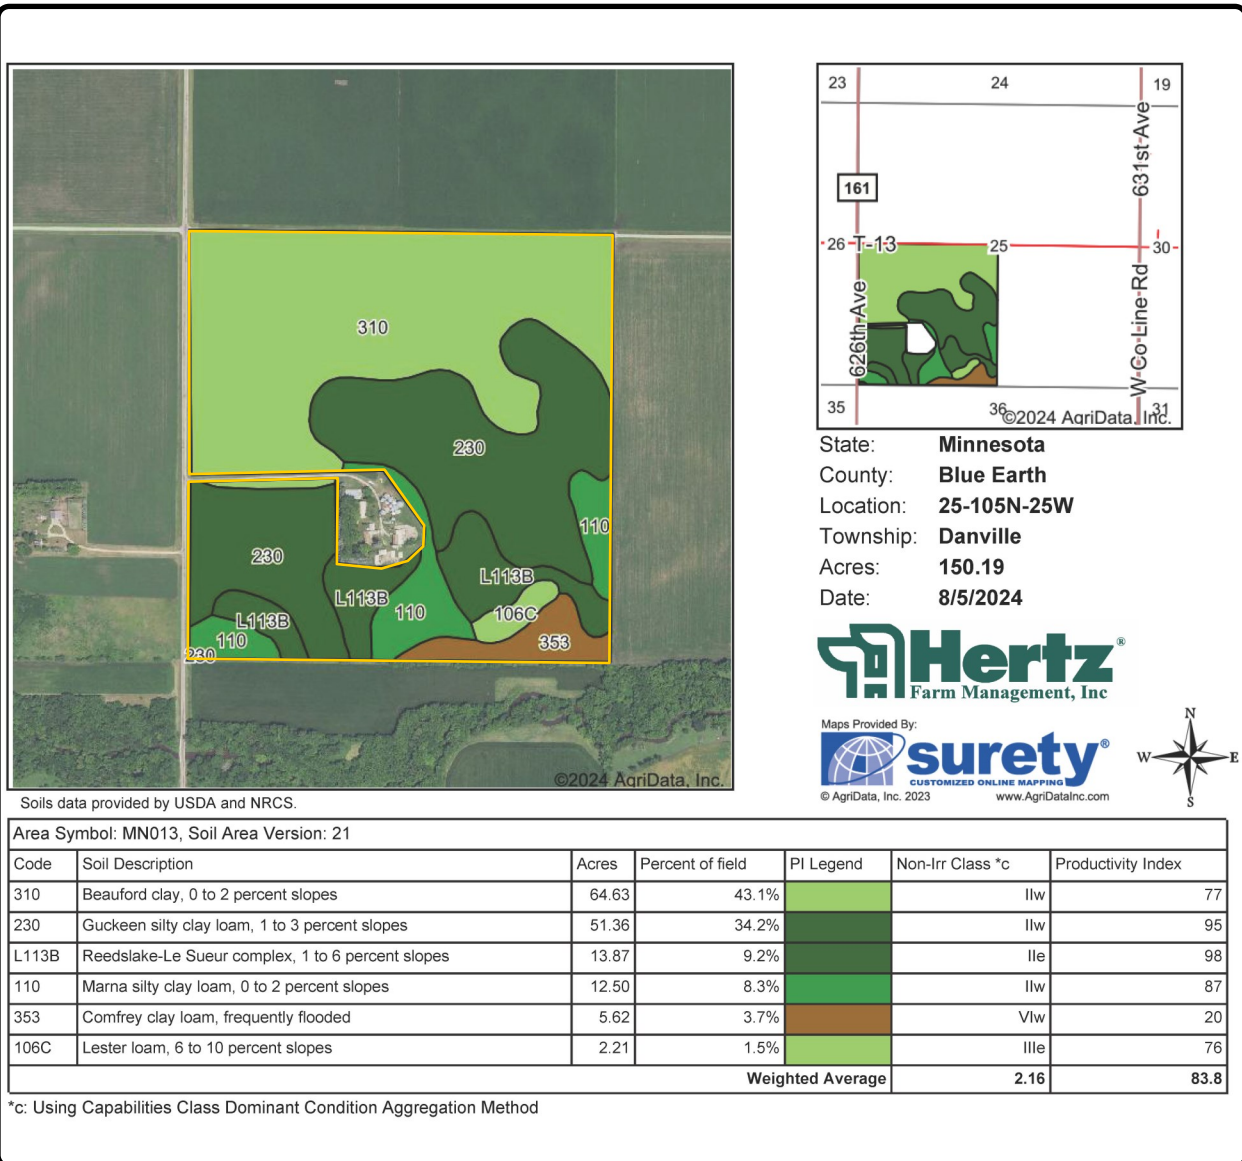 310
230
110
230
L113B
L113B
L113B
110
106C
110
353
230
©2024 AgriData, Inc.
Soils data provided by USDA and NRCS.
23 24 19
631st Ave
161
26 T-13 25 30
626th Ave
W Co Line Rd
35 36 31
©2024 AgriData, Inc.
State: Minnesota
County: Blue Earth
Location: 25-105N-25W
Township: Danville
Acres: 150.19
Date: 8/5/2024
Hertz®
Farm Management, Inc
Maps Provided By:
surety®
CUSTOMIZED ONLINE MAPPING
© AgriData, Inc. 2023 www.AgriDataInc.com
N
W E
S
Area Symbol: MN013, Soil Area Version: 21
Code Soil Description Acres Percent of field PI Legend Non-Irr Class *c Productivity Index
310 Beauford clay, 0 to 2 percent slopes 64.63 43.1% IIw 77
230 Guckeen silty clay loam, 1 to 3 percent slopes 51.36 34.2% IIw 95
L113B Reedslake-Le Sueur complex, 1 to 6 percent slopes 13.87 9.2% IIe 98
110 Marna silty clay loam, 0 to 2 percent slopes 12.50 8.3% IIw 87
353 Comfrey clay loam, frequently flooded 5.62 3.7% VIw 20
106C Lester loam, 6 to 10 percent slopes 2.21 1.5% IIIe 76
Weighted Average 2.16 83.8
*c: Using Capabilities Class Dominant Condition Aggregation Method